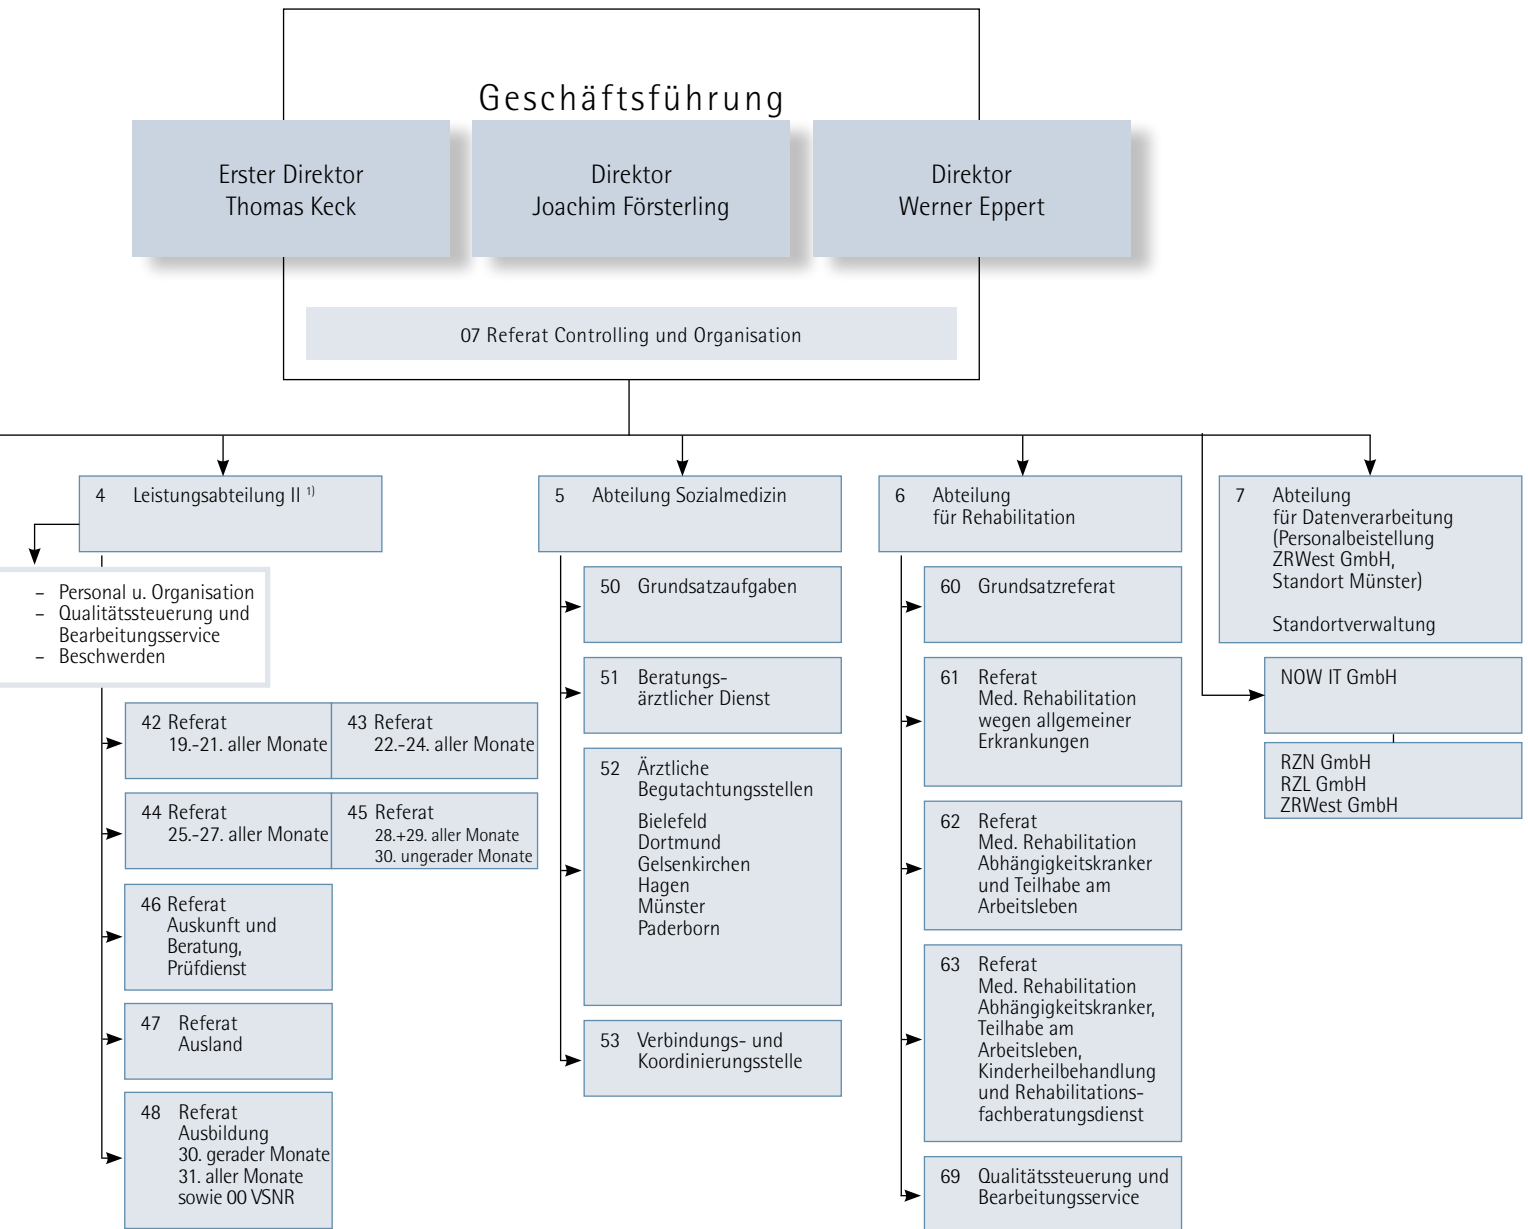 Geschäftsführung
Erster Direktor
Thomas Keck
Direktor
Joachim Försterling
Direktor
Werner Eppert
07 Referat Controlling und Organisation
4 Leistungsabteilung II 1)
– Personal u. Organisation
– Qualitätssteuerung und
Bearbeitungsservice
– Beschwerden
42 Referat
19.-21. aller Monate
43 Referat
22.-24. aller Monate
44 Referat
25.-27. aller Monate
45 Referat
28.+29. aller Monate
30. ungerader Monate
46 Referat
Auskunft und
Beratung,
Prüfdienst
47 Referat
Ausland
48 Referat
Ausbildung
30. gerader Monate
31. aller Monate
sowie 00 VSNR
5 Abteilung Sozialmedizin
50 Grundsatzaufgaben
51 Beratungs-
ärztlicher Dienst
52 Ärztliche
Begutachtungsstellen
Bielefeld
Dortmund
Gelsenkirchen
Hagen
Münster
Paderborn
53 Verbindungs- und
Koordinierungsstelle
6 Abteilung
für Rehabilitation
60 Grundsatzreferat
61 Referat
Med. Rehabilitation
wegen allgemeiner
Erkrankungen
62 Referat
Med. Rehabilitation
Abhängigkeitskranker
und Teilhabe am
Arbeitsleben
63 Referat
Med. Rehabilitation
Abhängigkeitskranker,
Teilhabe am
Arbeitsleben,
Kinderheilbehandlung
und Rehabilitations-
fachberatungsdienst
69 Qualitätssteuerung und
Bearbeitungsservice
7 Abteilung
für Datenverarbeitung
(Personalbeistellung
ZRWest GmbH,
Standort Münster)
Standortverwaltung
NOW IT GmbH
RZN GmbH
RZL GmbH
ZRWest GmbH